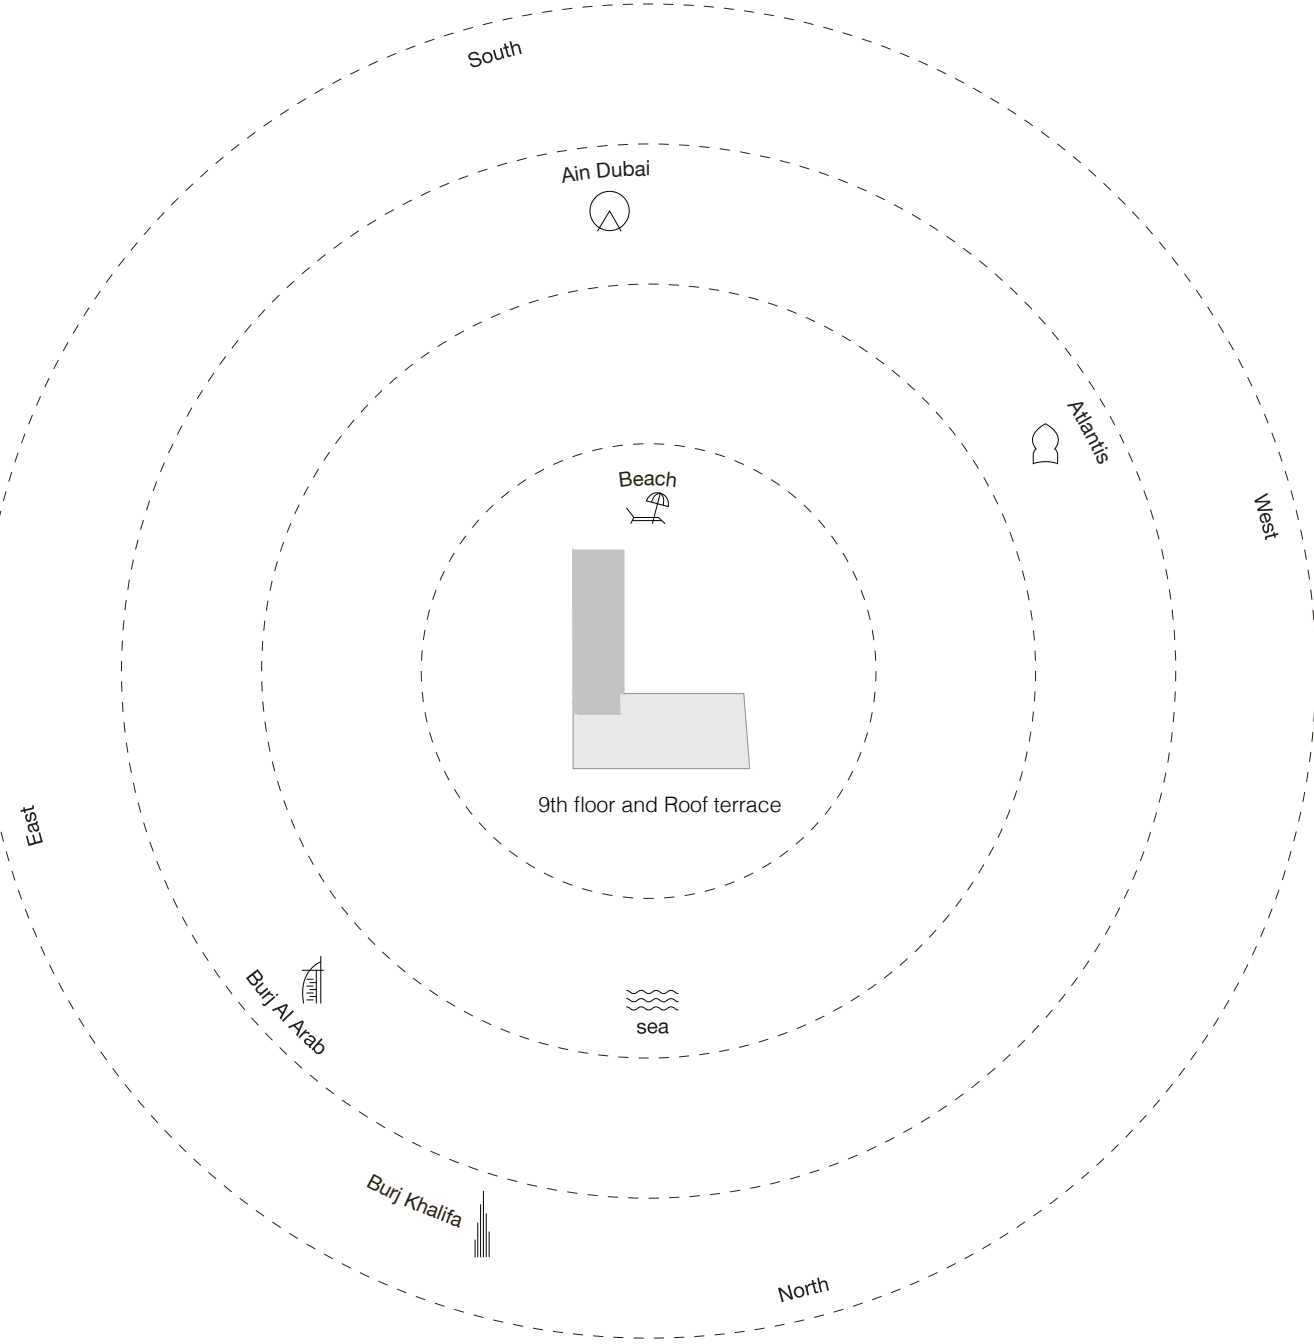 South
Ain Dubai
Atlantis
Beach
West
9th floor and Roof terrace
East
Burj Al Arab
sea
Burj Khalifa
North